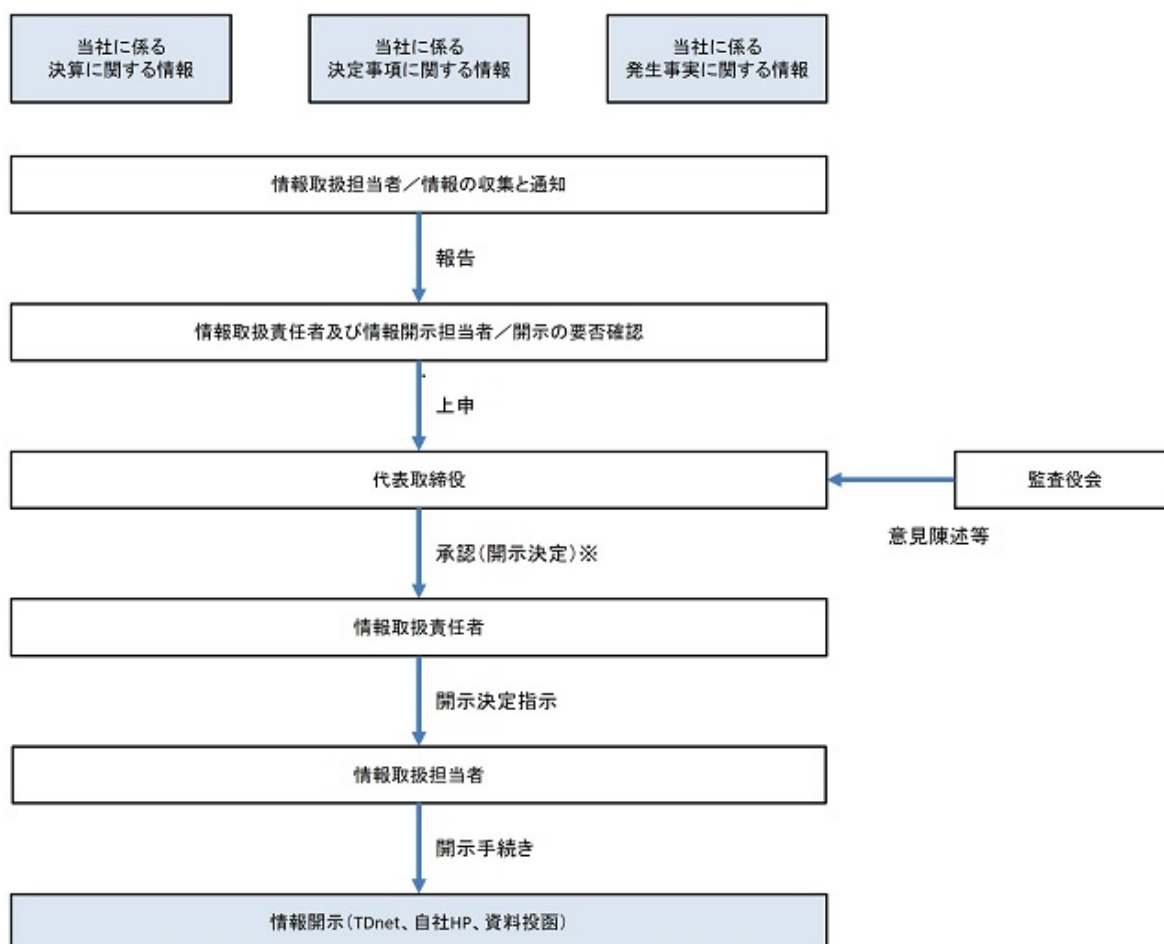 当社に係る
決算に関する情報
当社に係る
決定事項に関する情報
当社に係る
発生事実に関する情報
情報取扱担当者／情報の収集と通知
報告
情報取扱責任者及び情報開示担当者／開示の要否確認
上申
代表取締役
監査役会
意見陳述等
承認(開示決定)※
情報取扱責任者
開示決定指示
情報取扱担当者
開示手続き
情報開示(TDnet、自社HP、資料投函)